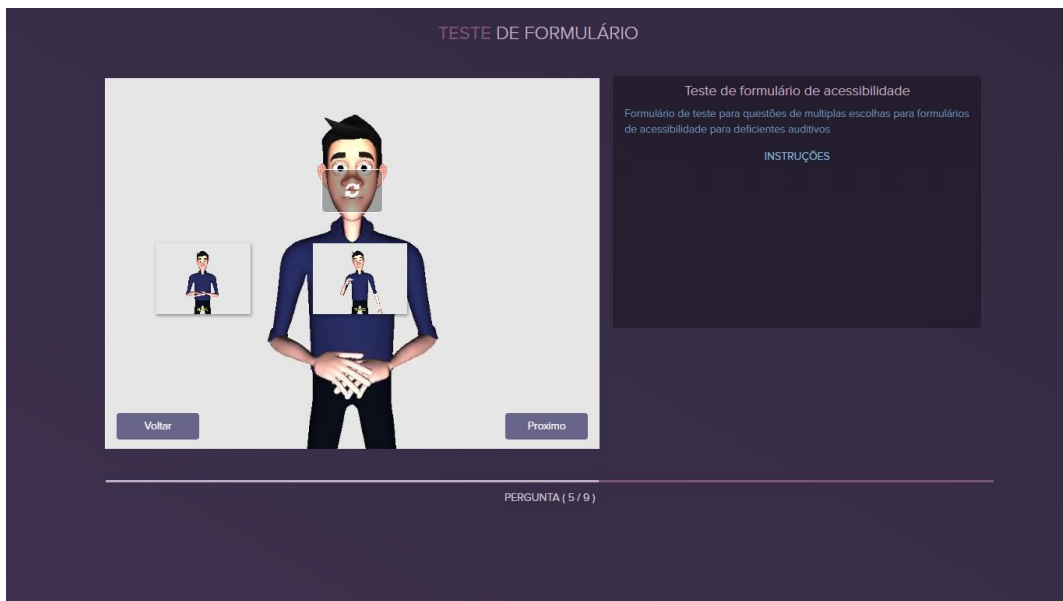 TESTE DE FORMULÁRIO
Teste de formulário de acessibilidade
Formulário de teste para questões de multiplas escolhas para formulários
de acessibilidade para deficientes auditivos
INSTRUÇÕES
Voltar
Proximo
PERGUNTA ( 5 / 9 )